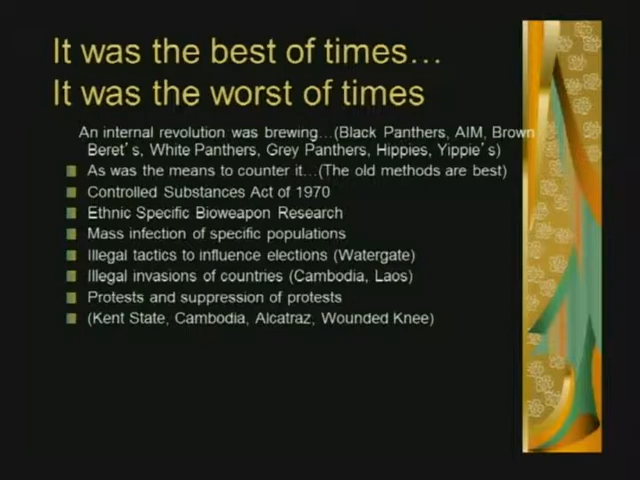 It was the best of times…
It was the worst of times
An internal revolution was brewing…(Black Panthers, AIM, Brown
Beret's, White Panthers, Grey Panthers, Hippies, Yippie's)
As was the means to counter it…(The old methods are best)
Controlled Substances Act of 1970
Ethnic Specific Bioweapon Research
Mass infection of specific populations
Illegal tactics to influence elections (Watergate)
Illegal invasions of countries (Cambodia, Laos)
Protests and suppression of protests
(Kent State, Cambodia, Alcatraz, Wounded Knee)